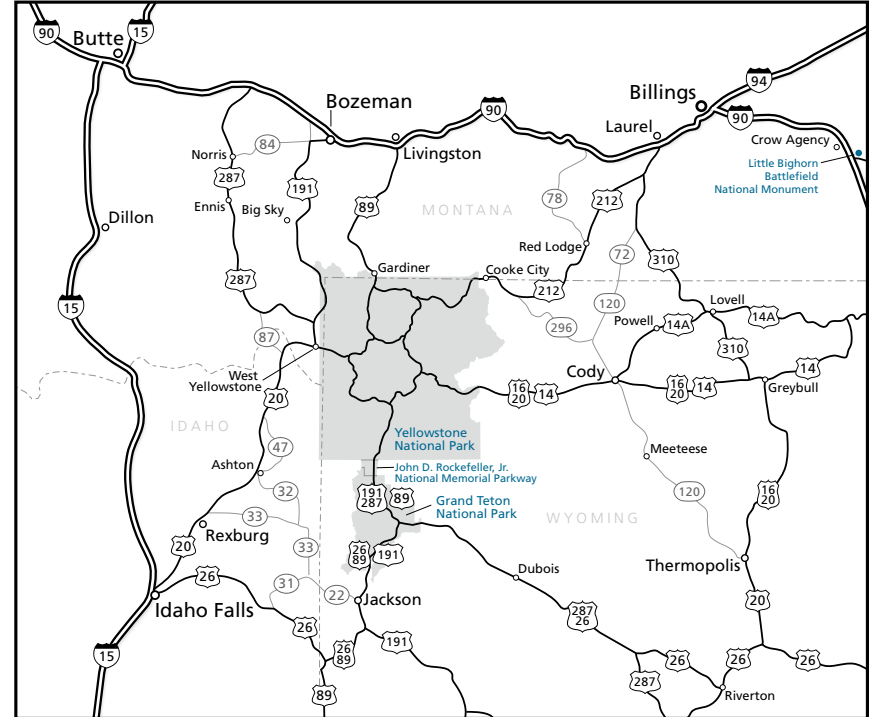 90
15
Butte
94
Billings
90
Bozeman
90
Laurel
Crow Agency
84
Norris
Livingston
Little Bighorn
Battlefield
National Monument
287
191
78
212
Ennis
89
Big Sky
MONTANA
Dillon
Red Lodge
72
Gardiner
Cooke City
310
287
212
15
120
Lovell
14A
296
Powell
14A
87
310
West
Yellowstone
14
Cody
16
20
14
16
20
14
Greybull
20
IDAHO
Yellowstone
National Park
47
Meeteese
Ashton
John D. Rockefeller, Jr.
National Memorial Parkway
32
120
191
287
89
16
20
Grand Teton
National Park
33
WYOMING
Rexburg
20
33
26
89
191
Thermopolis
26
31
Dubois
22
Jackson
20
Idaho Falls
287
26
26
191
15
26
89
26
26
26
287
89
Riverton